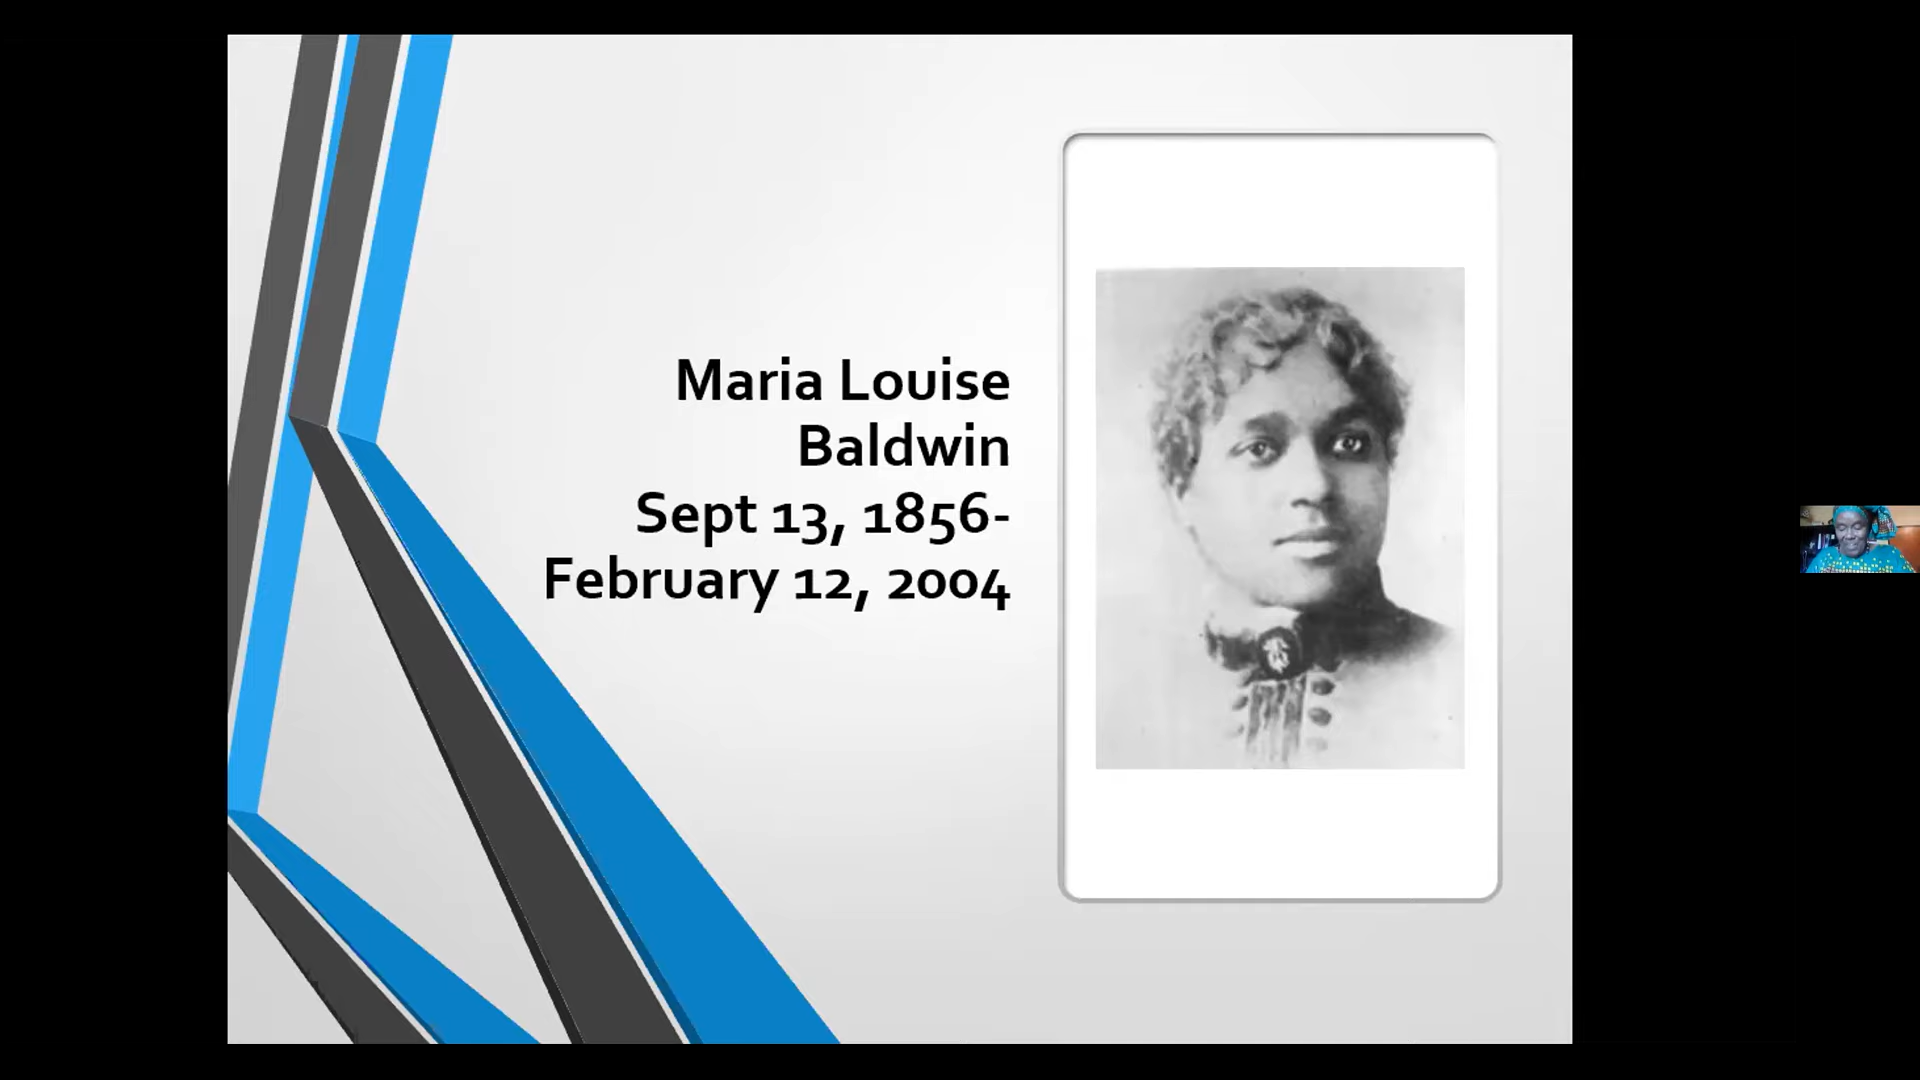 Maria Louise
Baldwin
Sept 13, 1856-
February 12, 2004